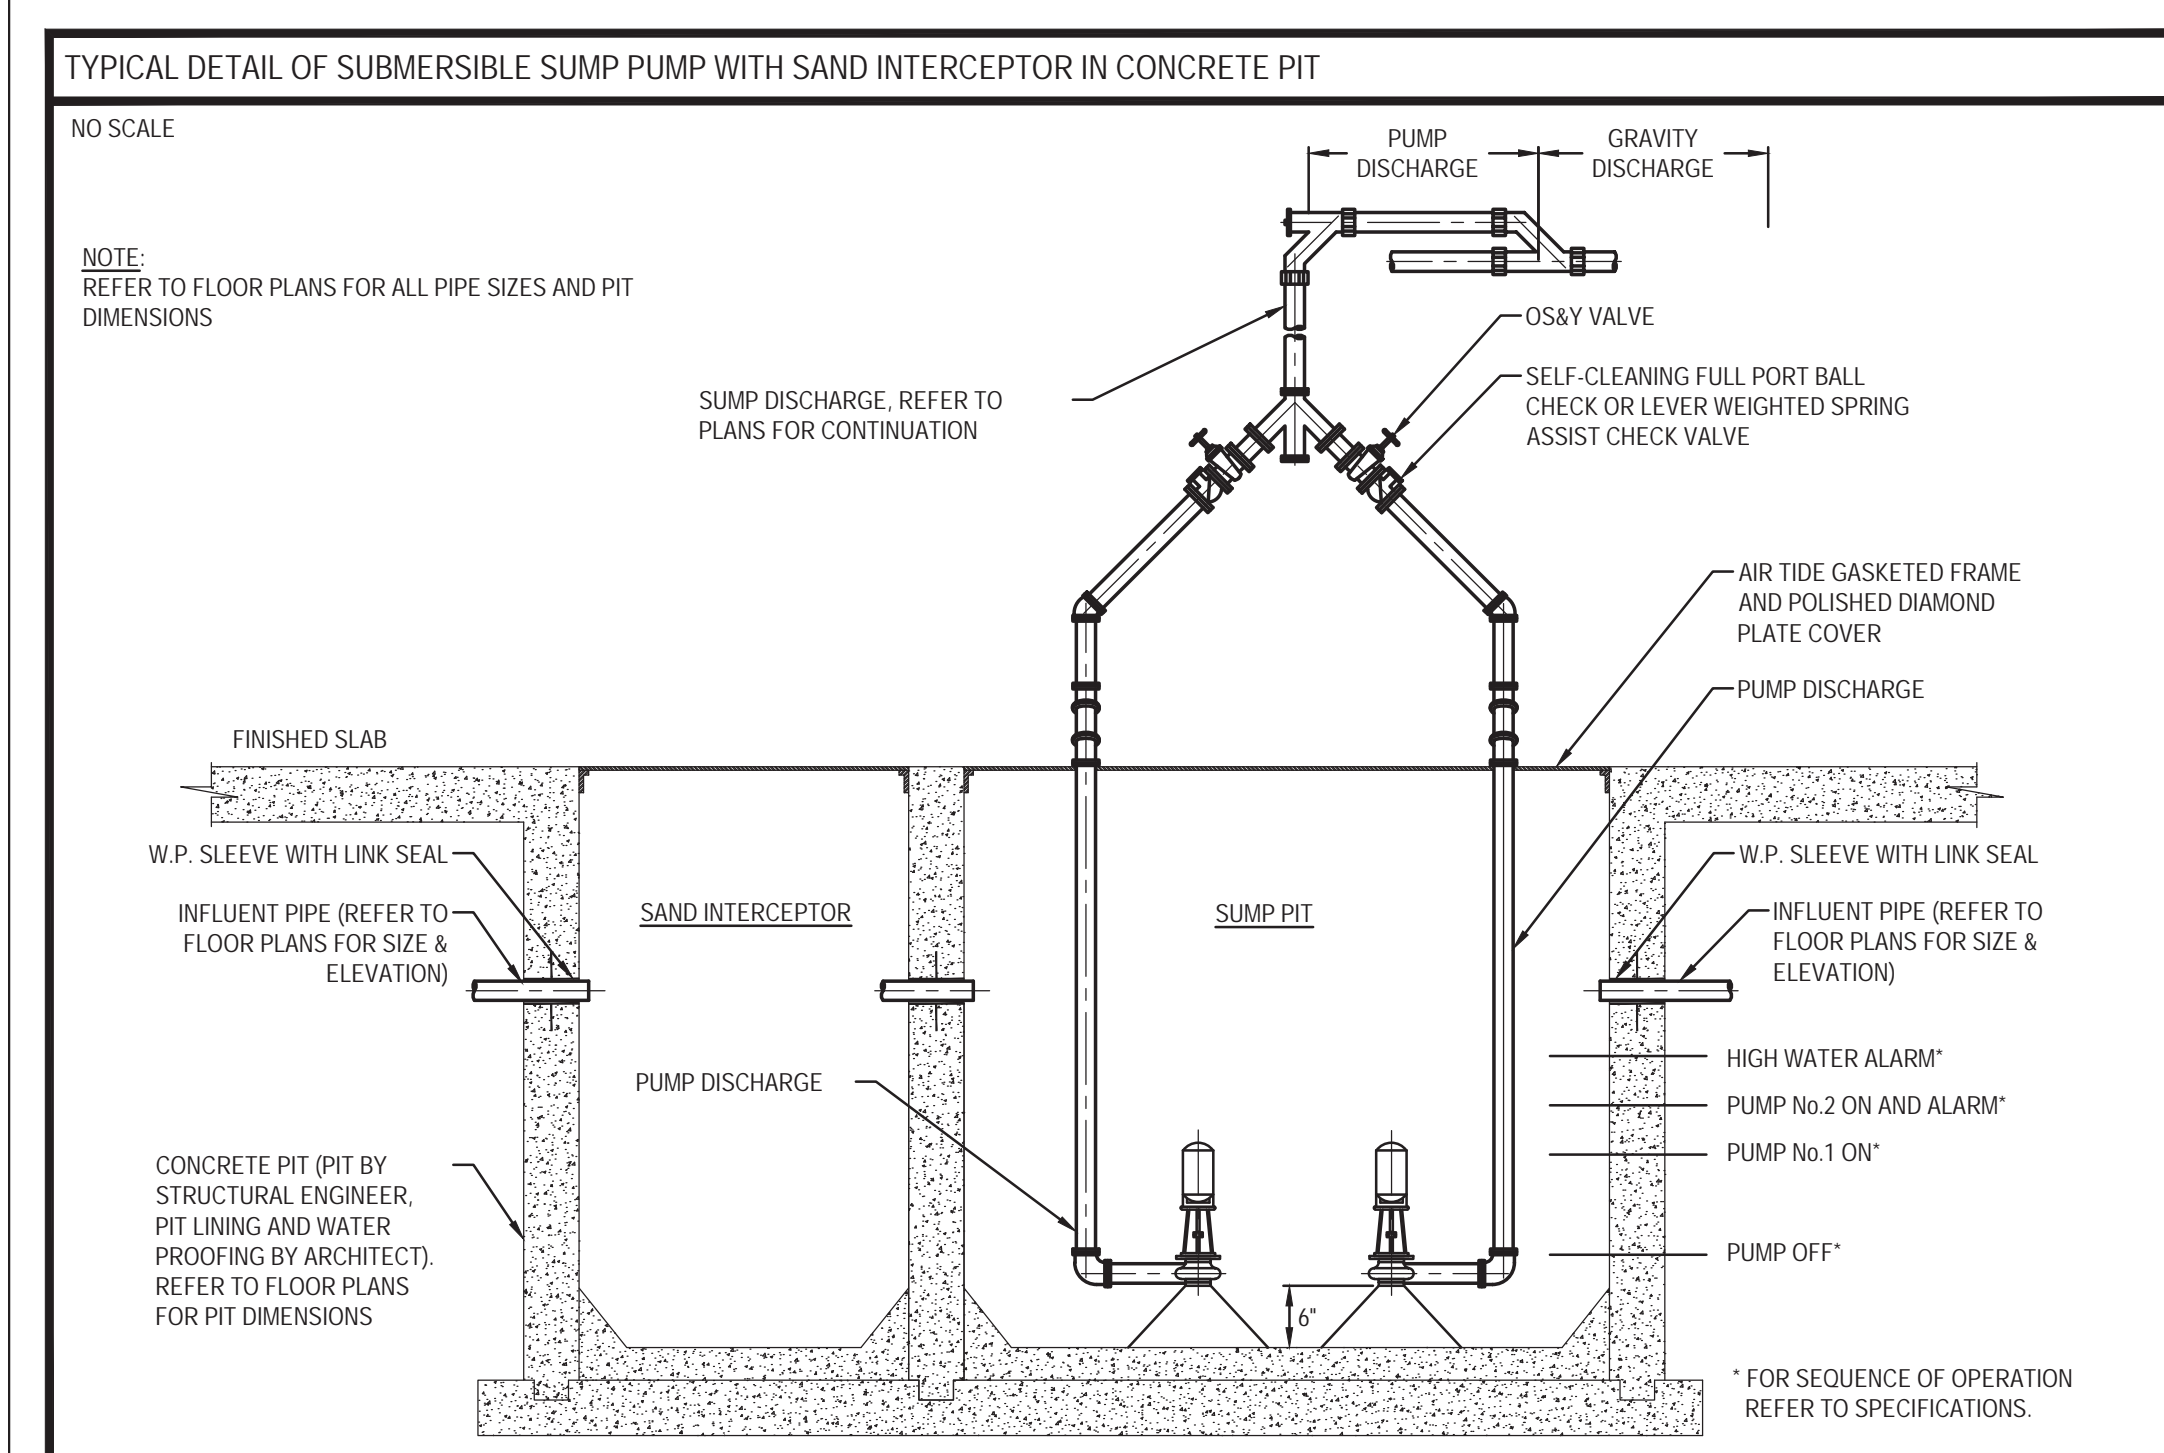 TYPICAL DETAIL OF SUBMERSIBLE SUMP PUMP WITH SAND INTERCEPTOR IN CONCRETE PIT
NO SCALE
PUMP
DISCHARGE
GRAVITY
DISCHARGE
NOTE:
REFER TO FLOOR PLANS FOR ALL PIPE SIZES AND PIT
DIMENSIONS
OS&Y VALVE
SELF-CLEANING FULL PORT BALL
CHECK OR LEVER WEIGHTED SPRING
ASSIST CHECK VALVE
SUMP DISCHARGE, REFER TO
PLANS FOR CONTINUATION
AIR TIDE GASKETED FRAME
AND POLISHED DIAMOND
PLATE COVER
PUMP DISCHARGE
FINISHED SLAB
W.P. SLEEVE WITH LINK SEAL
INFLUENT PIPE (REFER TO
FLOOR PLANS FOR SIZE &
ELEVATION)
SAND INTERCEPTOR
SUMP PIT
W.P. SLEEVE WITH LINK SEAL
INFLUENT PIPE (REFER TO
FLOOR PLANS FOR SIZE &
ELEVATION)
HIGH WATER ALARM*
PUMP No.2 ON AND ALARM*
PUMP No.1 ON*
PUMP OFF*
PUMP DISCHARGE
CONCRETE PIT (PIT BY
STRUCTURAL ENGINEER,
PIT LINING AND WATER
PROOFING BY ARCHITECT).
REFER TO FLOOR PLANS
FOR PIT DIMENSIONS
6"
* FOR SEQUENCE OF OPERATION
REFER TO SPECIFICATIONS.